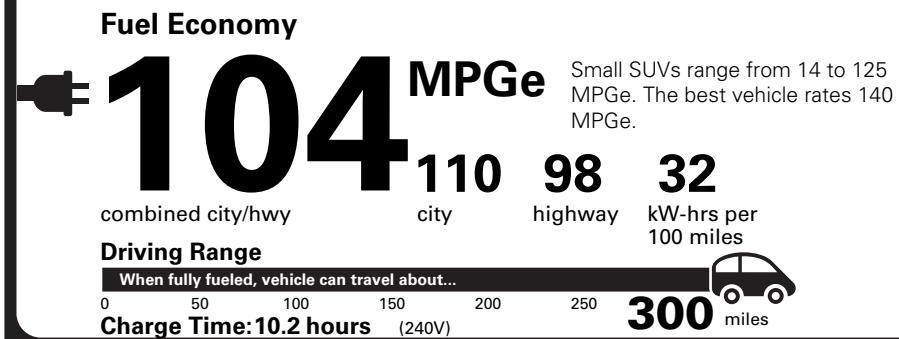 Fuel Economy
104 MPGe
Small SUVs range from 14 to 125
MPGe. The best vehicle rates 140
MPGe.
110 98 32
combined city/hwy city highway kW-hrs per
100 miles
Driving Range
When fully fueled, vehicle can travel about...
0 50 100 150 200 250 300 miles
Charge Time: 10.2 hours (240V)